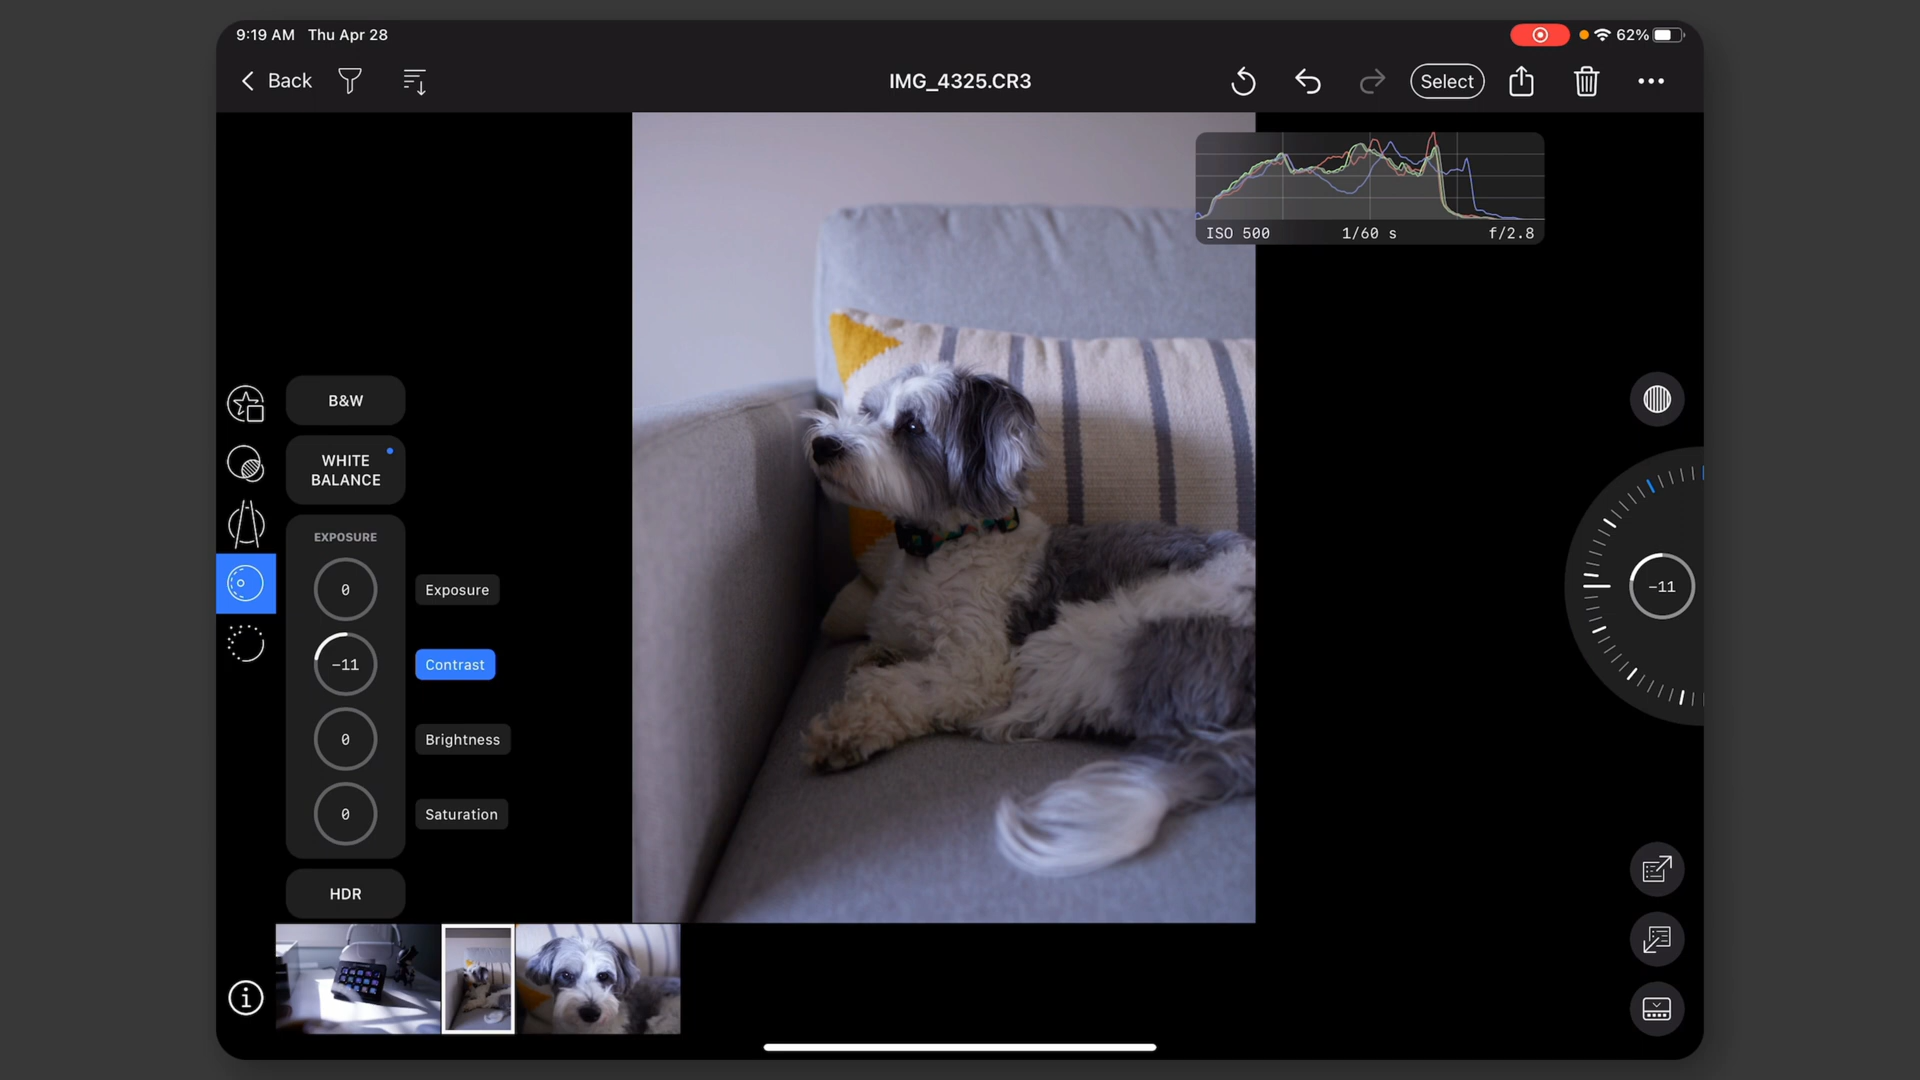 9:19 AM Thu Apr 28
62%
Back
IMG_4325.CR3
Select
ISO 500 1/60 s f/2.8
B&W
WHITE
BALANCE
EXPOSURE
0 Exposure
-11 Contrast
0 Brightness
0 Saturation
HDR
-11